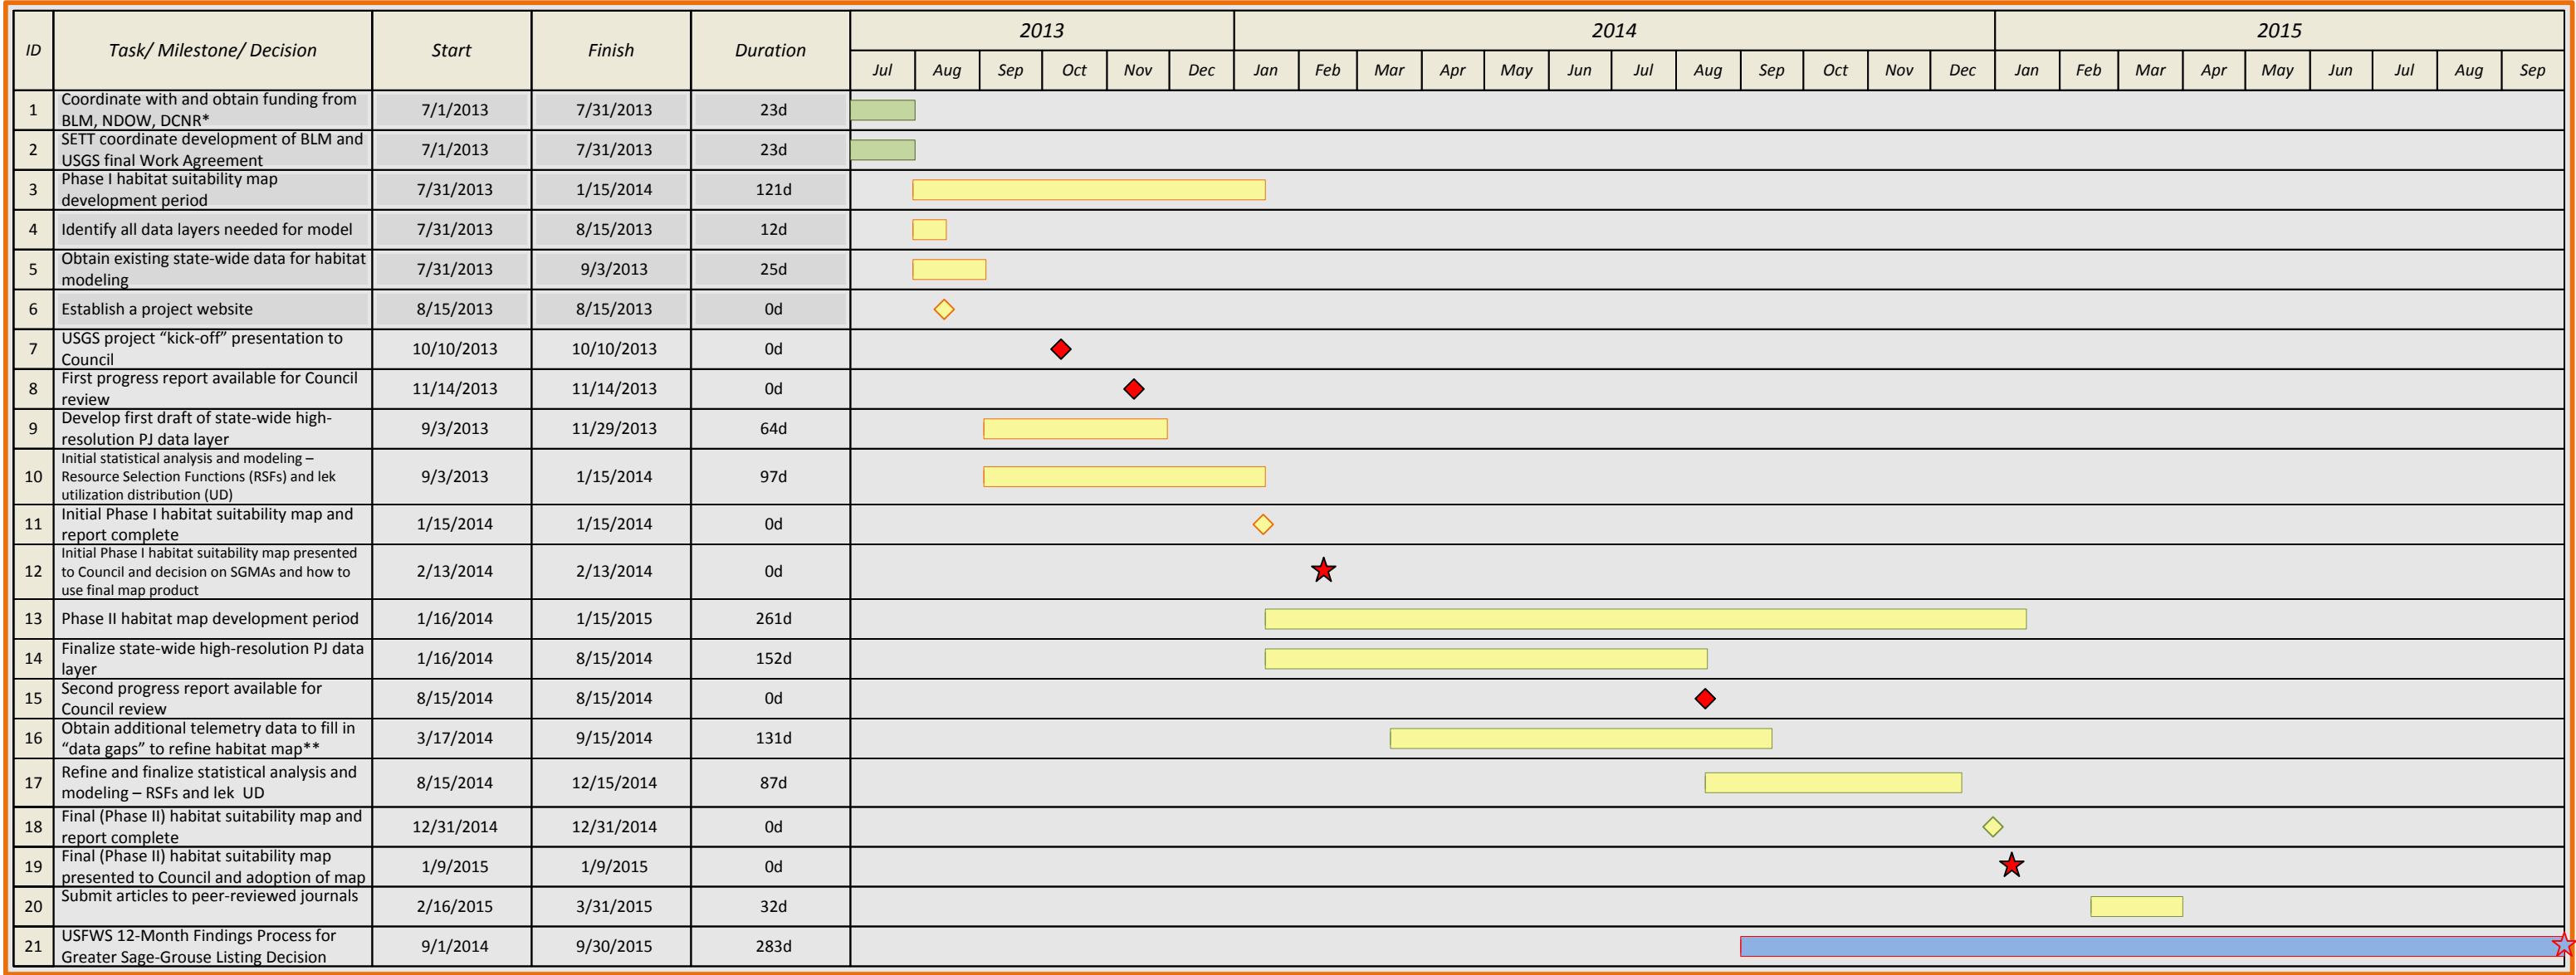 ID Task/ Milestone/ Decision Start Finish Duration 2013 2014 2015
Jul Aug Sep Oct Nov Dec Jan Feb Mar Apr May Jun Jul Aug Sep Oct Nov Dec Jan Feb Mar Apr May Jun Jul Aug Sep
1 Coordinate with and obtain funding from
BLM, NDOW, DCNR* 7/1/2013 7/31/2013 23d
2 SETT coordinate development of BLM and
USGS final Work Agreement 7/1/2013 7/31/2013 23d
3 Phase I habitat suitability map
development period 7/31/2013 1/15/2014 121d
4 Identify all data layers needed for model 7/31/2013 8/15/2013 12d
5 Obtain existing state-wide data for habitat
modeling 7/31/2013 9/3/2013 25d
6 Establish a project website 8/15/2013 8/15/2013 0d
7 USGS project “kick-off” presentation to
Council 10/10/2013 10/10/2013 0d
8 First progress report available for Council
review 11/14/2013 11/14/2013 0d
9 Develop first draft of state-wide high-
resolution PJ data layer 9/3/2013 11/29/2013 64d
10 Initial statistical analysis and modeling –
Resource Selection Functions (RSFs) and lek
utilization distribution (UD) 9/3/2013 1/15/2014 97d
11 Initial Phase I habitat suitability map and
report complete 1/15/2014 1/15/2014 0d
12 Initial Phase I habitat suitability map presented
to Council and decision on SGMAs and how to
use final map product 2/13/2014 2/13/2014 0d
13 Phase II habitat map development period 1/16/2014 1/15/2015 261d
14 Finalize state-wide high-resolution PJ data
layer 1/16/2014 8/15/2014 152d
15 Second progress report available for
Council review 8/15/2014 8/15/2014 0d
16 Obtain additional telemetry data to fill in
“data gaps” to refine habitat map** 3/17/2014 9/15/2014 131d
17 Refine and finalize statistical analysis and
modeling – RSFs and lek UD 8/15/2014 12/15/2014 87d
18 Final (Phase II) habitat suitability map and
report complete 12/31/2014 12/31/2014 0d
19 Final (Phase II) habitat suitability map
presented to Council and adoption of map 1/9/2015 1/9/2015 0d
20 Submit articles to peer-reviewed journals 2/16/2015 3/31/2015 32d
21 USFWS 12-Month Findings Process for
Greater Sage-Grouse Listing Decision 9/1/2014 9/30/2015 283d